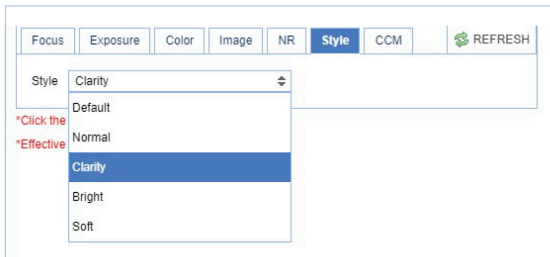 Focus Exposure Color Image NR Style CCM REFRESH
Style Clarity
Default
*Click the
Normal
*Effective
Clarity
Bright
Soft